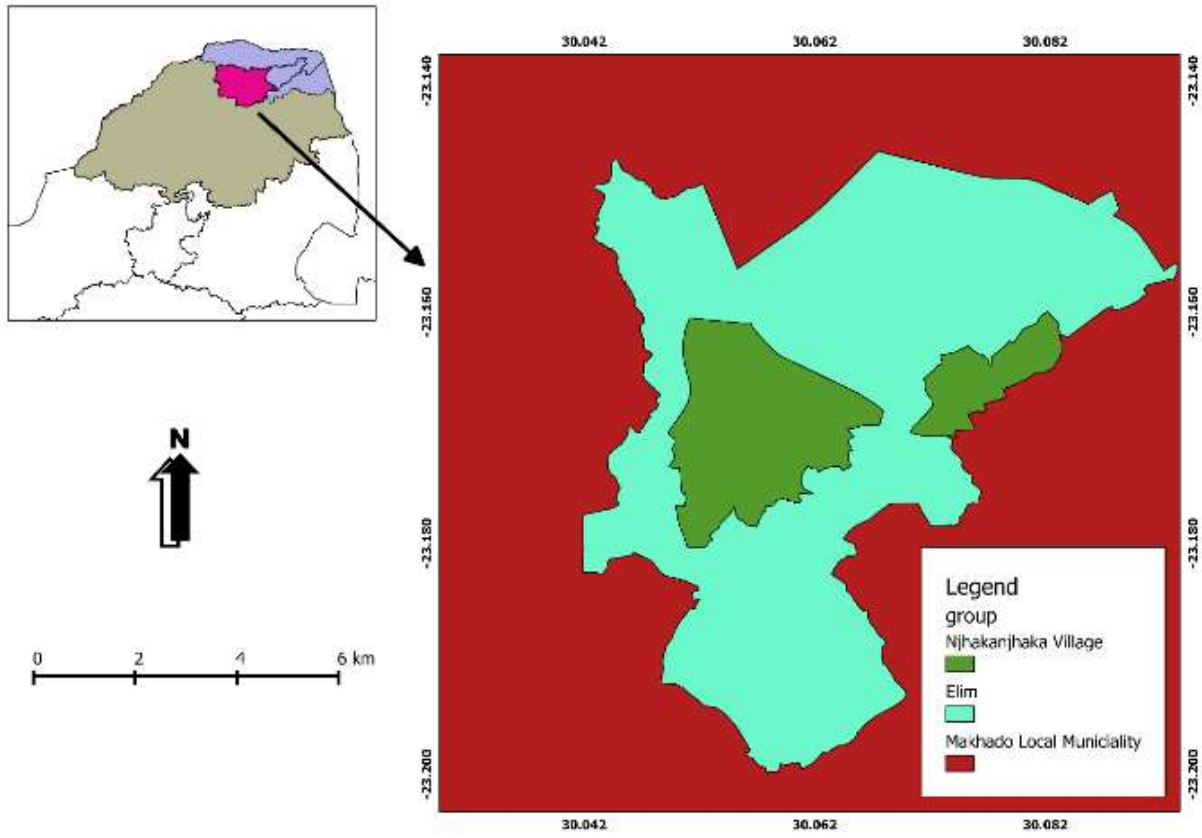 30.042 30.062 30.082
-23.140
-23.140
-23.160
-23.160
N
-23.180
-23.180
Legend
group
Njhakanjhaka Village
Elim
Makhado Local Municiality
0 2 4 6 km
-23.200
-23.200
30.042 30.062 30.082